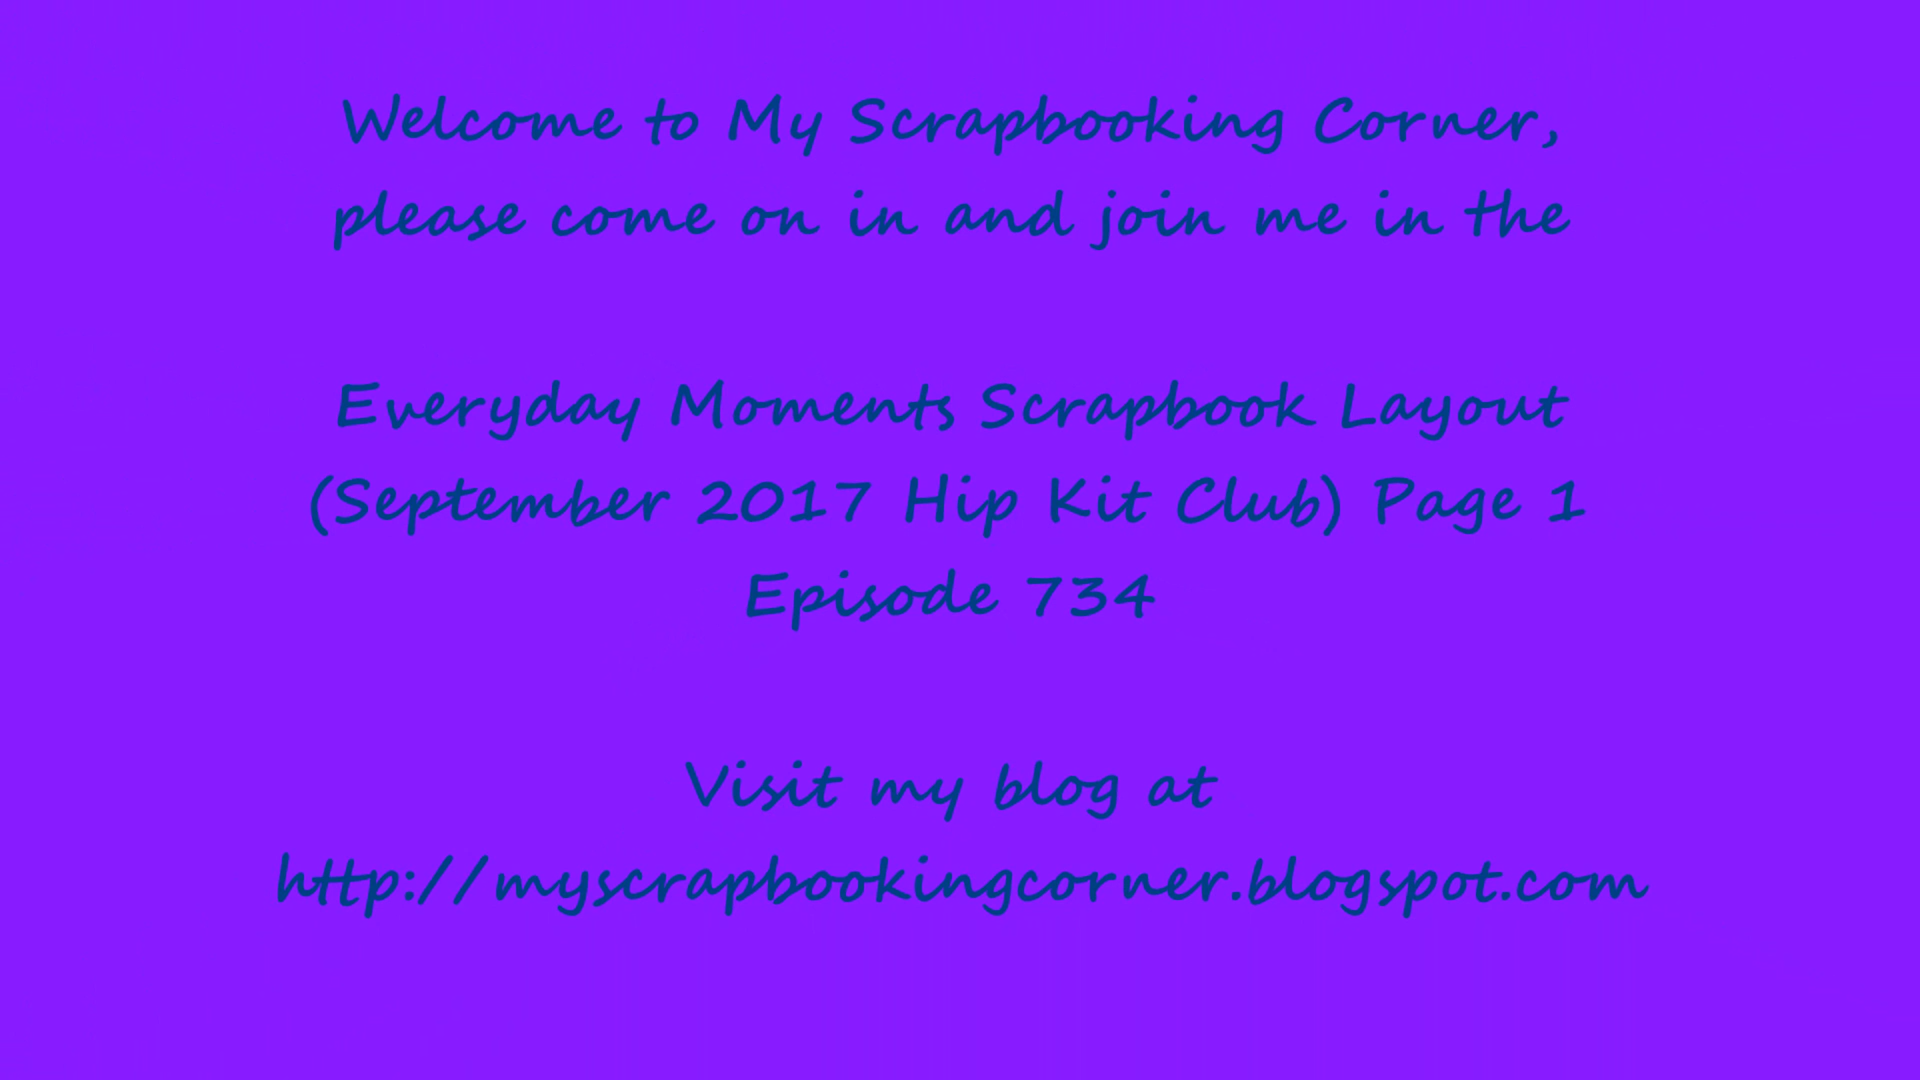 Welcome to My Scrapbooking Corner,
please come on in and join me in the
Everyday Moments Scrapbook Layout
(September 2017 Hip Kit Club) Page 1
Episode 734
Visit my blog at
http://myscrapbookingcorner.blogspot.com